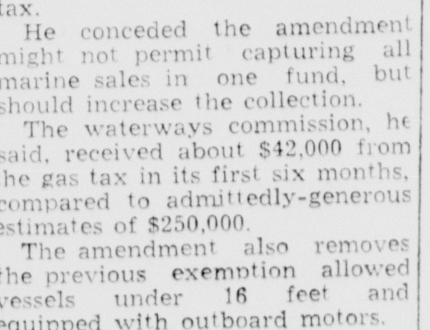 tax.
He conceded the amendment
might not permit capturing all
marine sales in one fund, but
should increase the collection.
The waterways commission, he
said, received about $42,000 from
the gas tax in its first six months,
compared to admittedly-generous
estimates of $250,000.
The amendment also removes
the previous exemption allowed
vessels under 16 feet and
equipped with outboard motors.